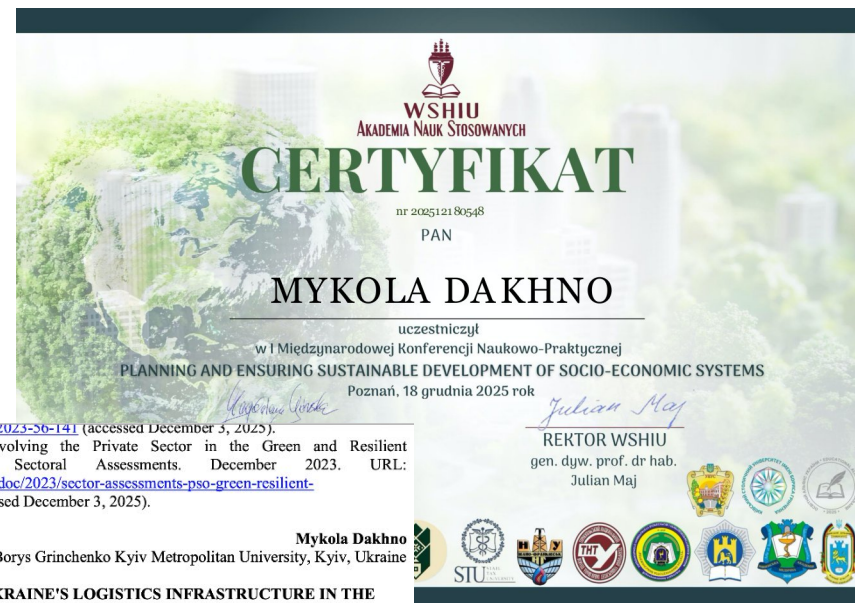 WSHIU
AKADEMIA NAUK STOSOWANYCH
CERTYFIKAT
nr 202512180548
PAN
MYKOLA DAKHNO
uczestniczył
w I Międzynarodowej Konferencji Naukowo-Praktycznej
PLANNING AND ENSURING SUSTAINABLE DEVELOPMENT OF SOCIO-ECONOMIC SYSTEMS
Poznań, 18 grudnia 2025 rok
Julian Maj
REKTOR WSHIU
gen. dyw. prof. dr hab.
Julian Maj
2023-56-141 (accessed December 3, 2025).
volving the Private Sector in the Green and Resilient
Sectoral Assessments. December 2023. URL:
doc/2023/sector-assessments-pso-green-resilient-
sed December 3, 2025).
Mykola Dakhno
Borys Grinchenko Kyiv Metropolitan University, Kyiv, Ukraine
KRAINE'S LOGISTICS INFRASTRUCTURE IN THE
STU
THT